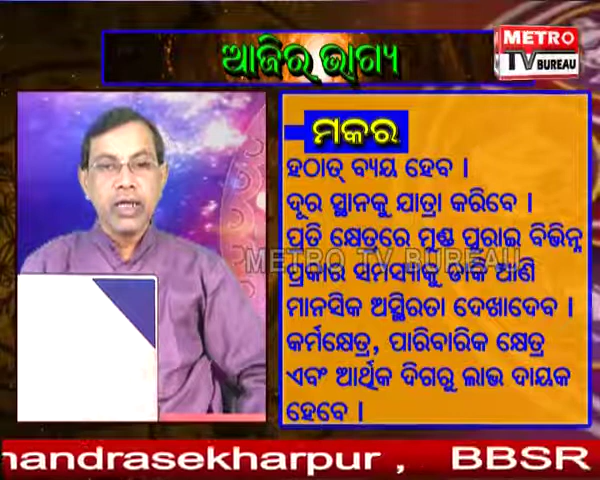 ଆଜିର ଭାଗ୍ୟ
METRO
TV BUREAU
ମକର
ହଠାତ୍ ବ୍ୟୟ ହେବ ।
ଦୂର ସ୍ଥାନକୁ ଯାତ୍ରା କରିବେ ।
ପ୍ରତି କ୍ଷେତ୍ରରେ ମୁଣ୍ଡ ପୁରାଇ ବିଭିନ୍ନ
ପ୍ରକାର ସମସ୍ୟାକୁ ଡାକି ଆଣି
ମାନସିକ ଅସ୍ଥିରତା ଦେଖାଦେବ ।
କର୍ମକ୍ଷେତ୍ର, ପାରିବାରିକ କ୍ଷେତ୍ର
ଏବଂ ଆର୍ଥିକ ଦିଗରୁ ଲାଭ ଦାୟକ
ହେବେ ।
METRO TV BUREAU
handrasekharpur , BBSR